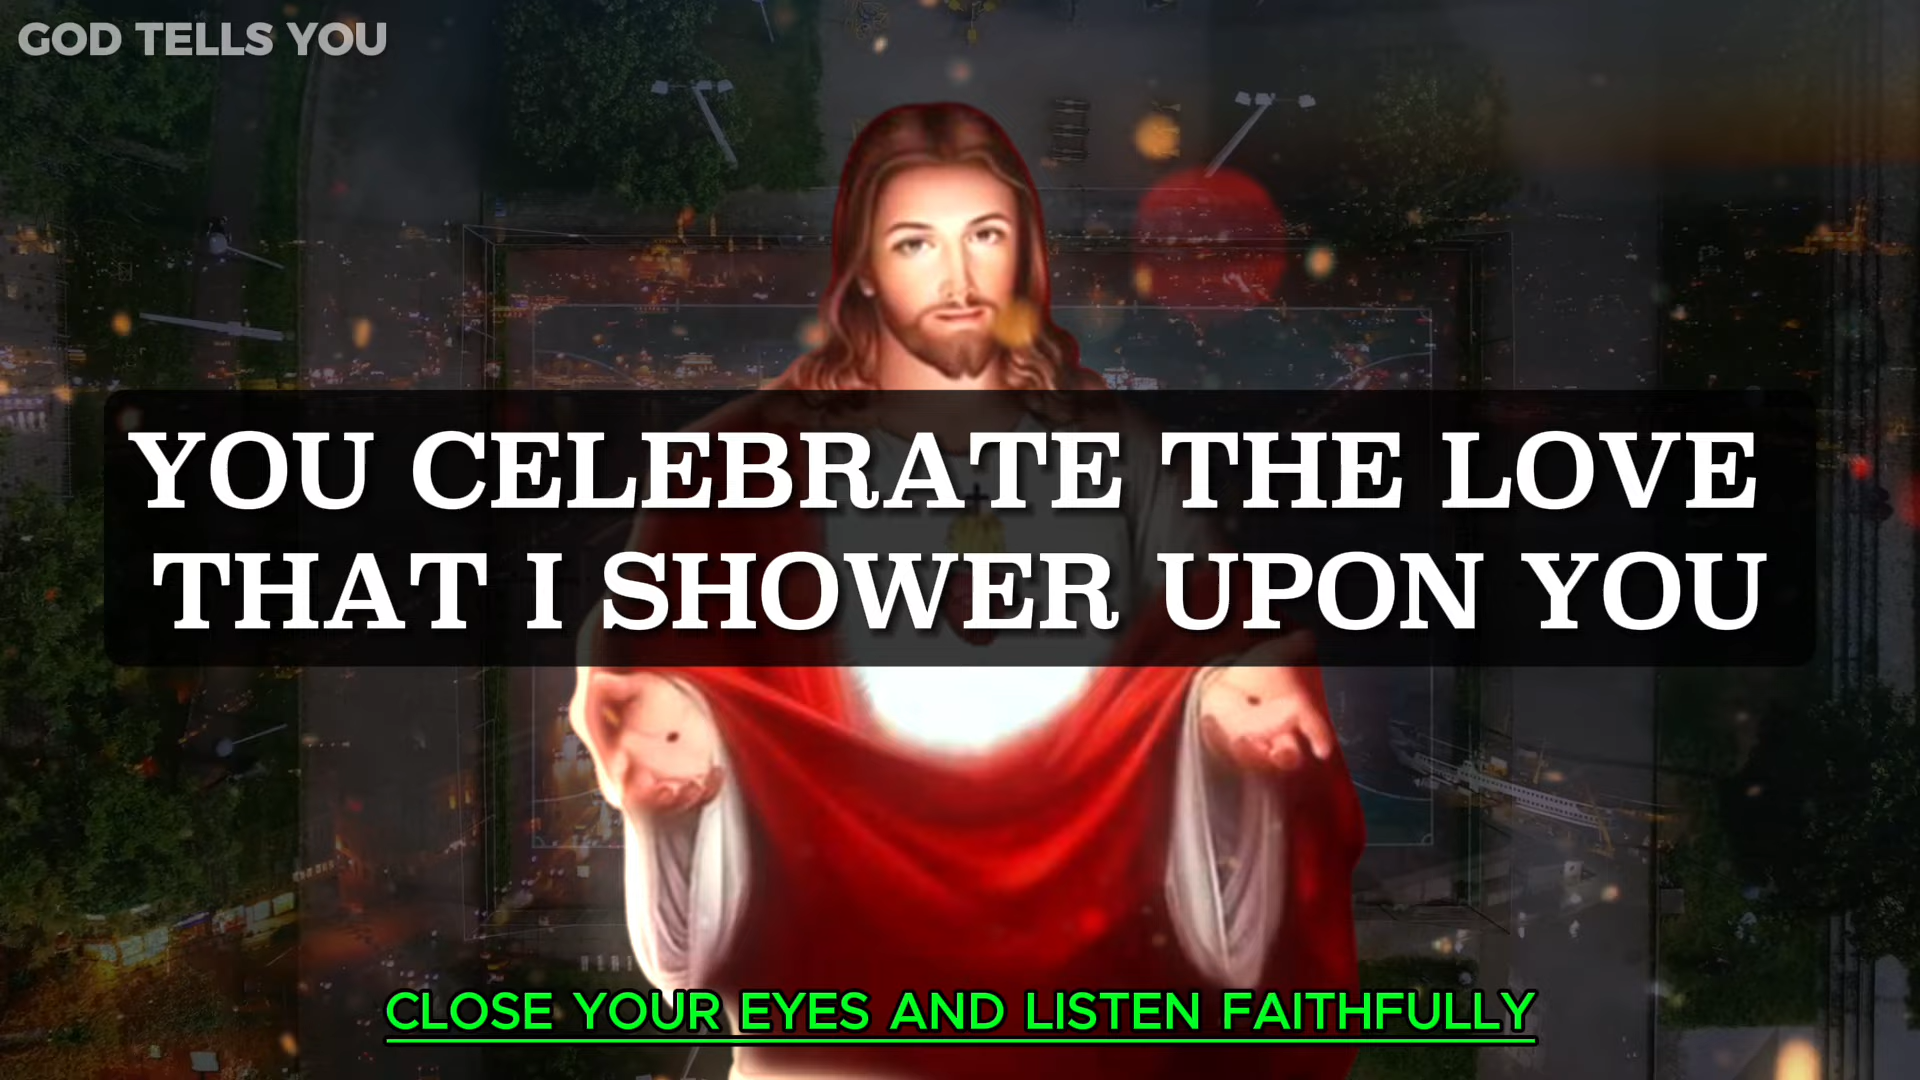 GOD TELLS YOU
YOU CELEBRATE THE LOVE
THAT I SHOWER UPON YOU
CLOSE YOUR EYES AND LISTEN FAITHFULLY